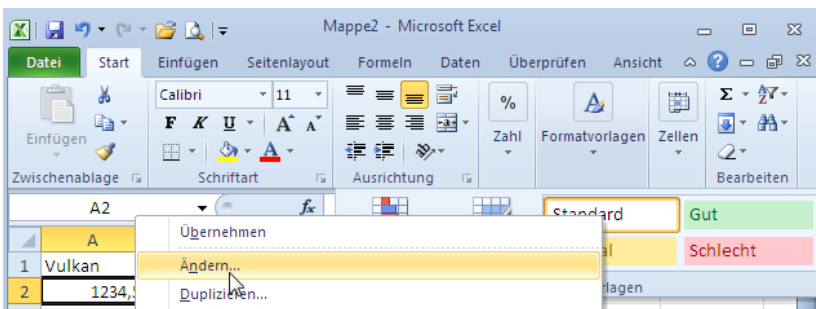 Mappe2 - Microsoft Excel
Datei Start Einfügen Seitenlayout Formeln Daten Überprüfen Ansicht
Calibri 11
F K U A A
Einfügen
A
% Zahl Formatvorlagen Zellen
Σ
Zwischenablage Schriftart Ausrichtung Bearbeiten
A2 fx Standard Gut
Schlecht
A
Übernehmen
1 Vulkan
Ändern...
2 1234,
Duplizieren...